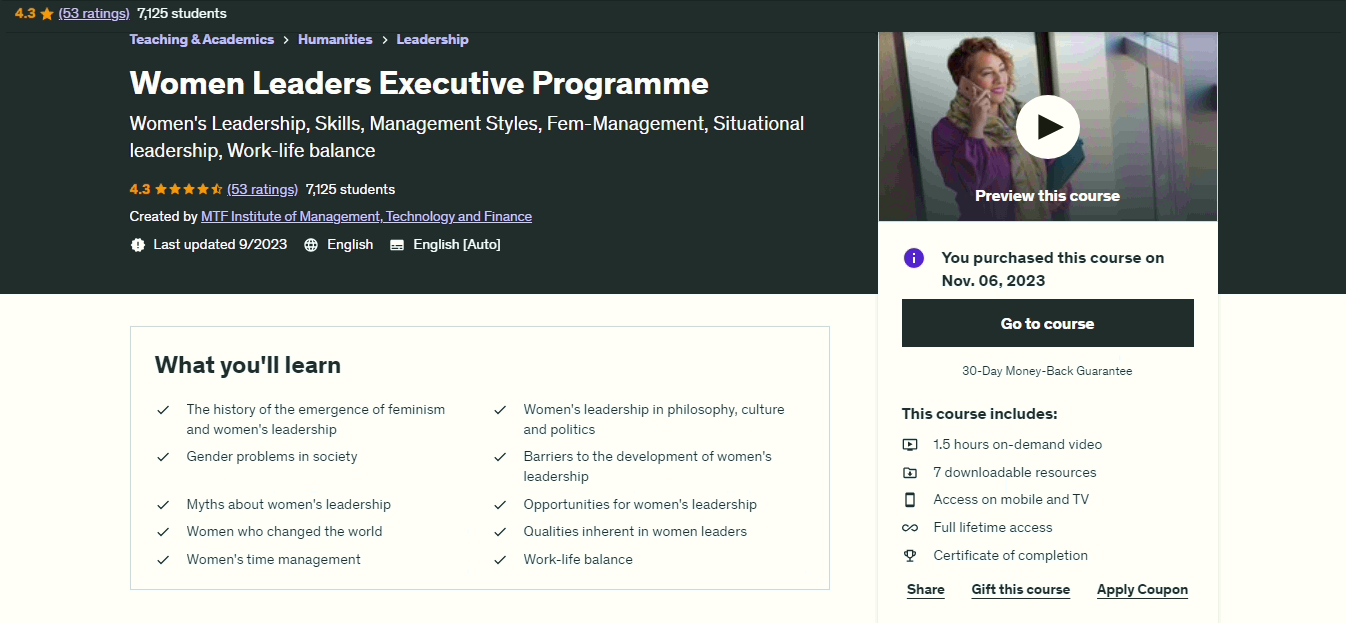 4.3 (53 ratings) 7,125 students
Teaching & Academics > Humanities > Leadership
Women Leaders Executive Programme
Women's Leadership, Skills, Management Styles, Fem-Management, Situational
leadership, Work-life balance
4.3 (53 ratings) 7,125 students
Created by MTF Institute of Management, Technology and Finance
Last updated 9/2023 English English [Auto]
Preview this course
You purchased this course on
Nov. 06, 2023
Go to course
30-Day Money-Back Guarantee
This course includes:
1.5 hours on-demand video
7 downloadable resources
Access on mobile and TV
Full lifetime access
Certificate of completion
Share Gift this course Apply Coupon
What you'll learn
The history of the emergence of feminism
and women's leadership
Gender problems in society
Myths about women's leadership
Women who changed the world
Women's time management
Women's leadership in philosophy, culture
and politics
Barriers to the development of women's
leadership
Opportunities for women's leadership
Qualities inherent in women leaders
Work-life balance